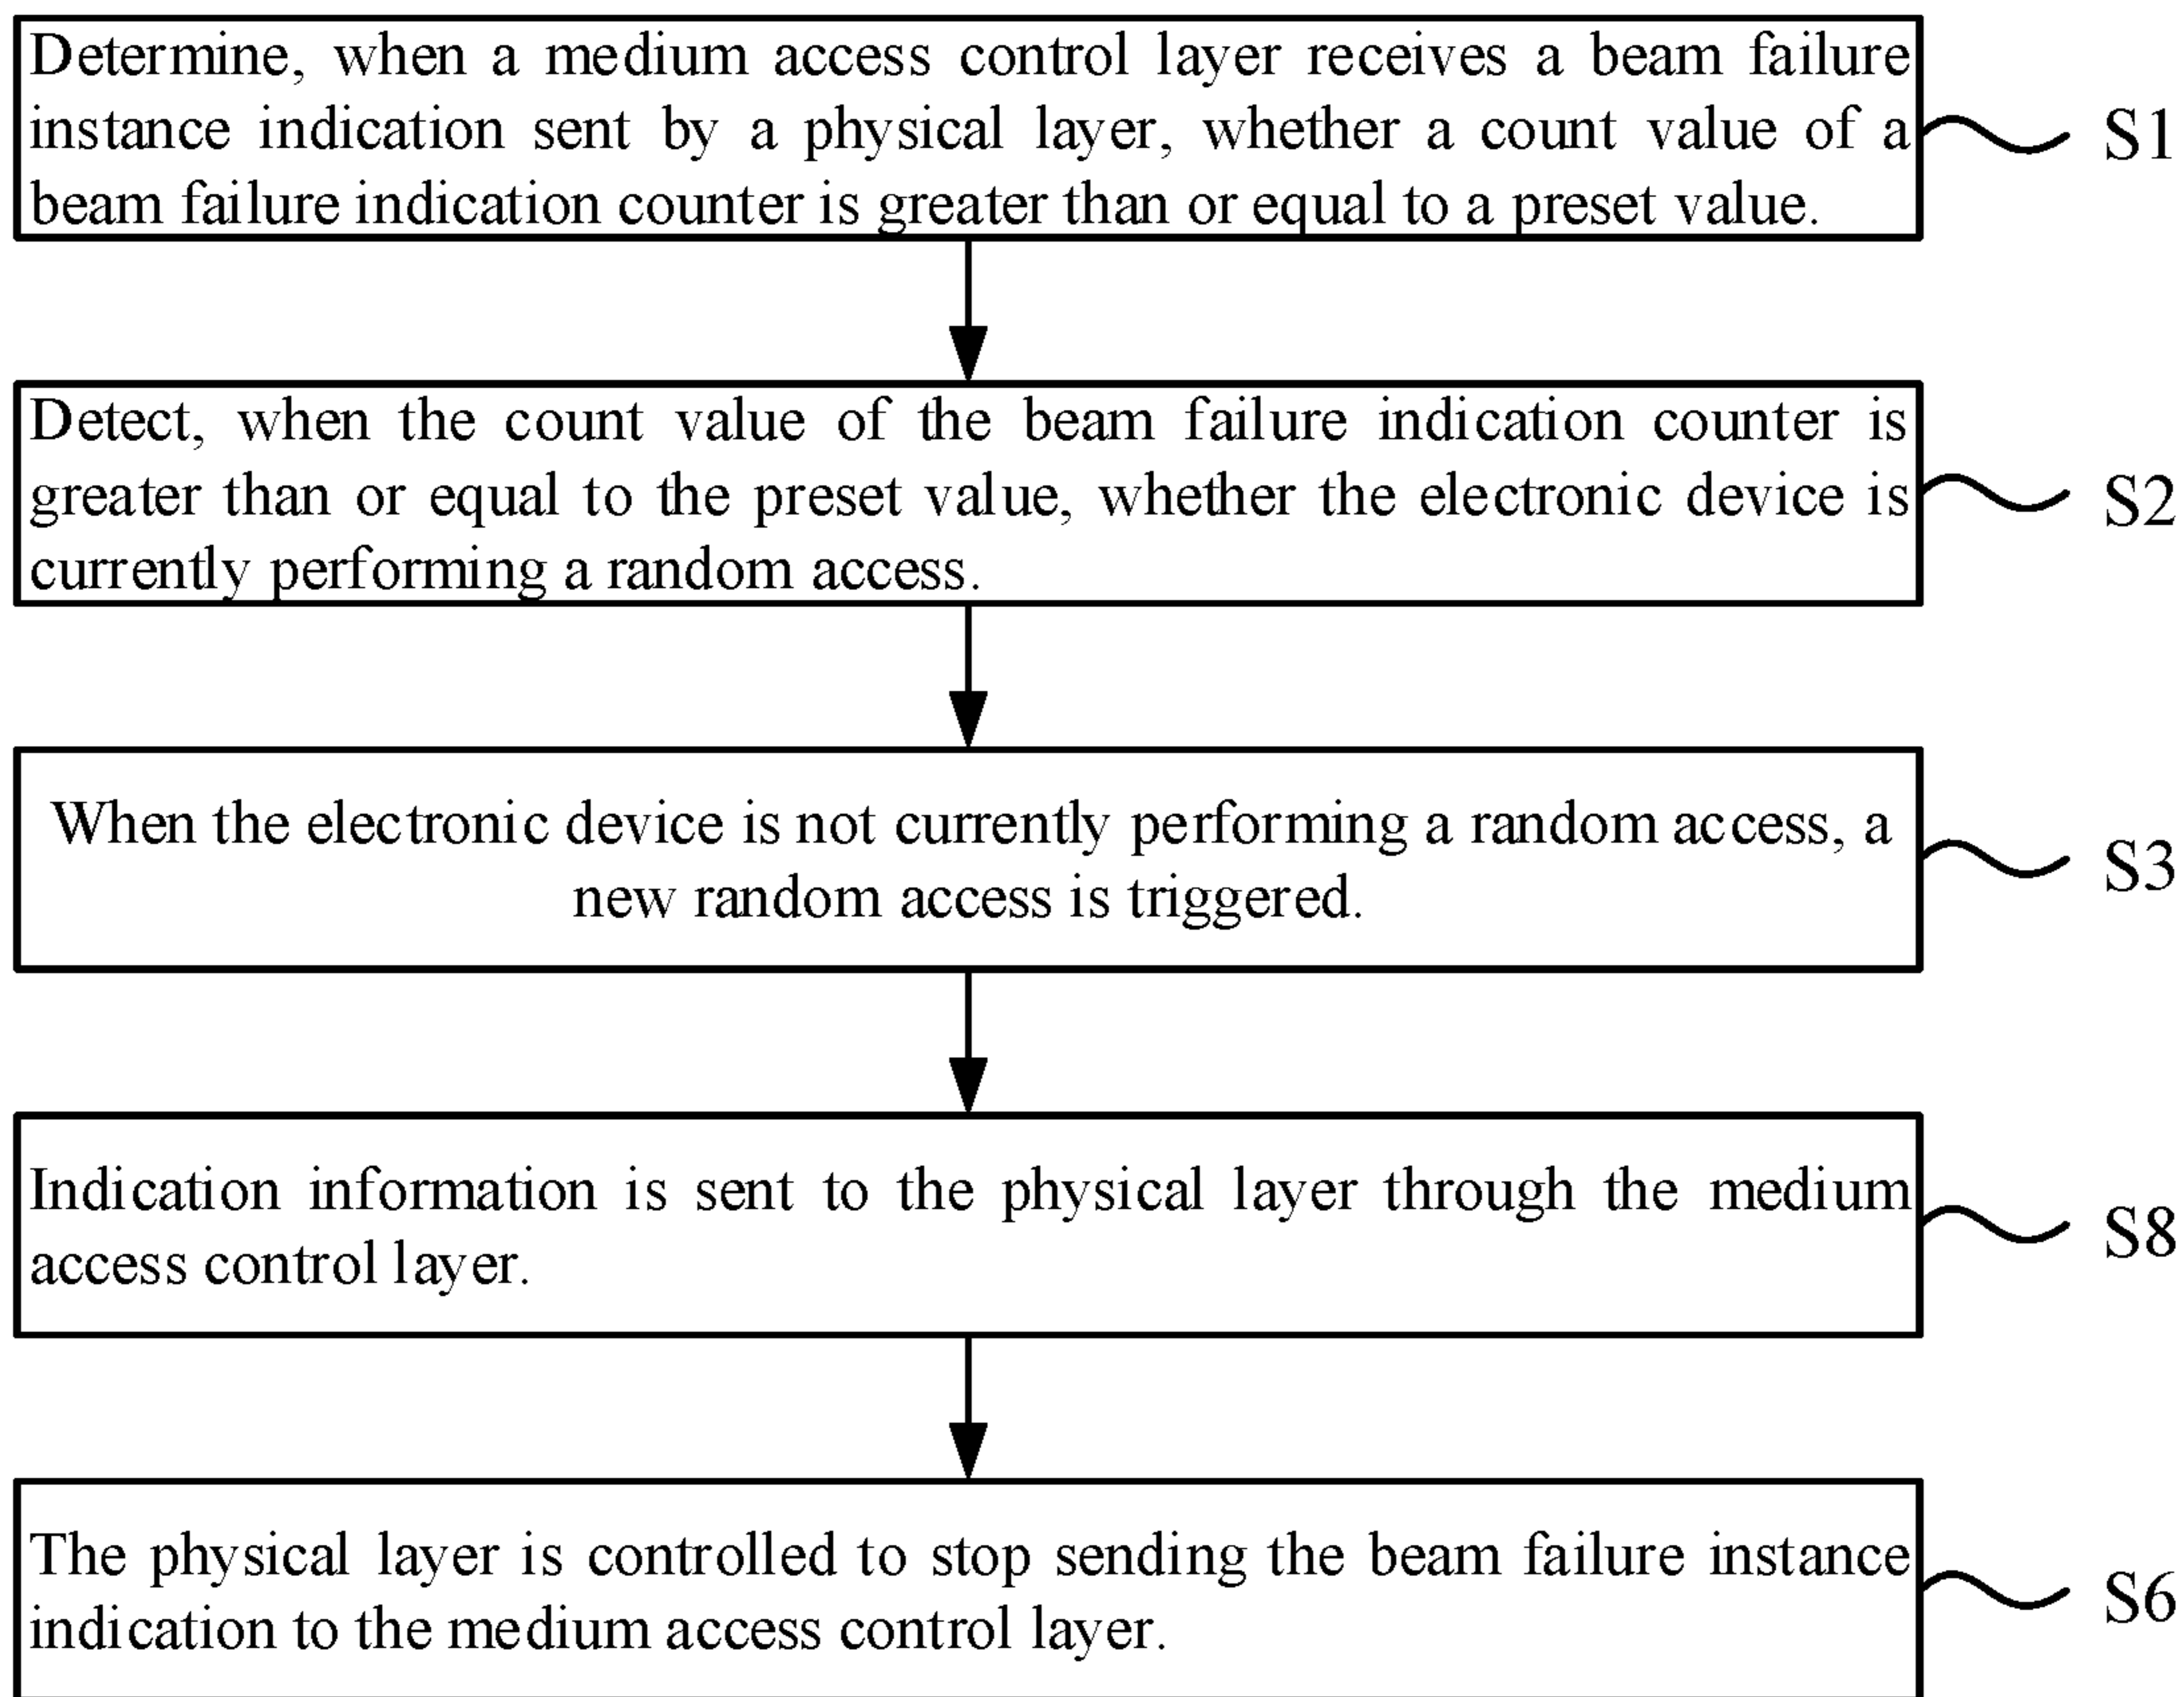 Determine, when a medium access control layer receives a beam failure
instance indication sent by a physical layer, whether a count value of a
beam failure indication counter is greater than or equal to a preset value.
S1
Detect, when the count value of the beam failure indication counter is
greater than or equal to the preset value, whether the electronic device is
currently performing a random access.
S2
When the electronic device is not currently performing a random access, a
new random access is triggered.
S3
Indication information is sent to the physical layer through the medium
access control layer.
S8
The physical layer is controlled to stop sending the beam failure instance
indication to the medium access control layer.
S6